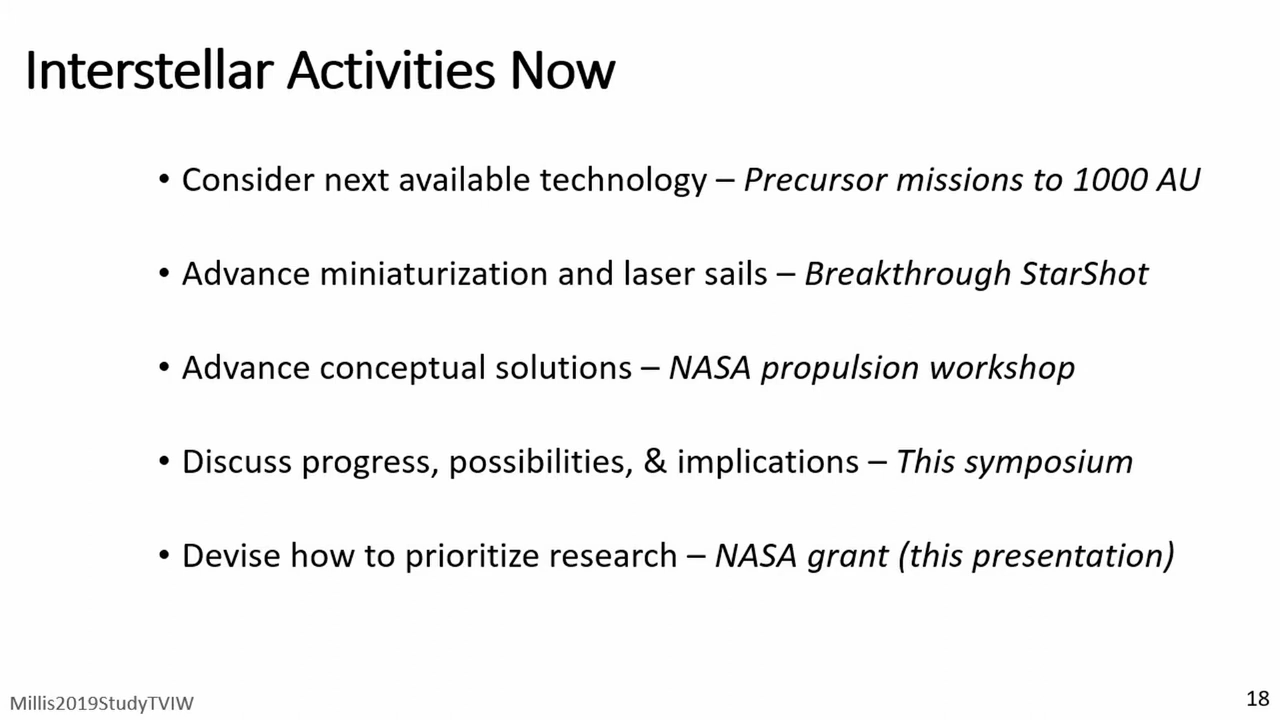 Interstellar Activities Now
• Consider next available technology – Precursor missions to 1000 AU
• Advance miniaturization and laser sails – Breakthrough StarShot
• Advance conceptual solutions – NASA propulsion workshop
• Discuss progress, possibilities, & implications – This symposium
• Devise how to prioritize research – NASA grant (this presentation)
Millis2019StudyTVIW
18